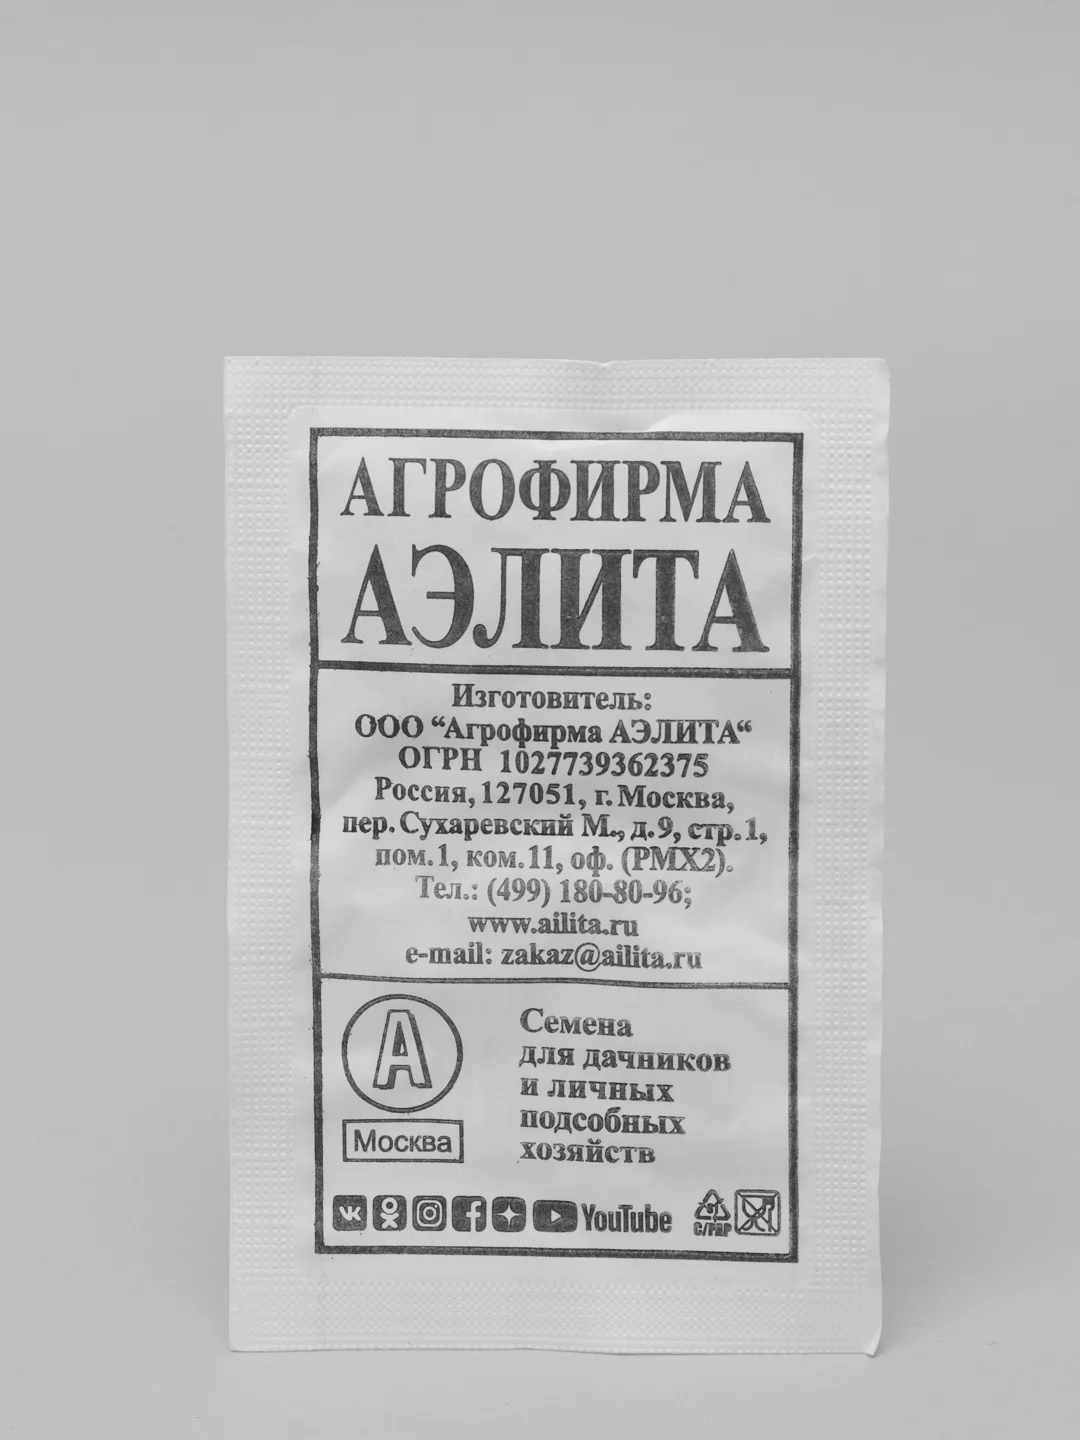 АГРОФИРМА
АЭЛИТА
Изготовитель:
ООО “Агрофирма АЭЛИТА“
ОГРН 1027739362375
Россия, 127051, г. Москва,
пер. Сухаревский М., д. 9, стр. 1,
пом. 1, ком. 11, оф. (РМХ2).
Тел.: (499) 180-80-96;
www.ailita.ru
e-mail: zakaz@ailita.ru
А
Москва
Семена
для дачников
и личных
подсобных
хозяйств
YouTube
C/PAP